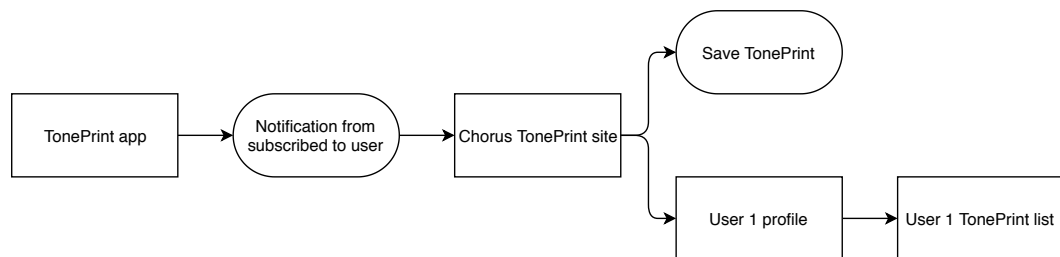 Save TonePrint
TonePrint app
Notification from
subscribed to user
Chorus TonePrint site
User 1 profile
User 1 TonePrint list